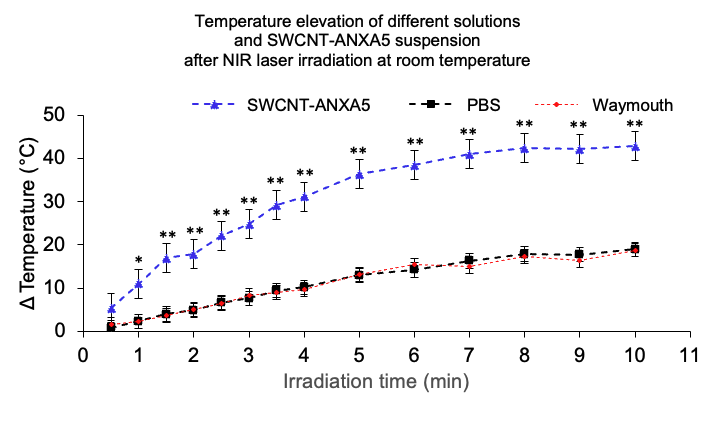 Temperature elevation of different solutions
and SWCNT-ANXA5 suspension
after NIR laser irradiation at room temperature
SWCNT-ANXA5 PBS Waymouth
Δ Temperature (°C)
50
40
30
20
10
0
* ** ** ** ** ** ** ** ** ** ** ** **
0 1 2 3 4 5 6 7 8 9 10 11
Irradiation time (min)